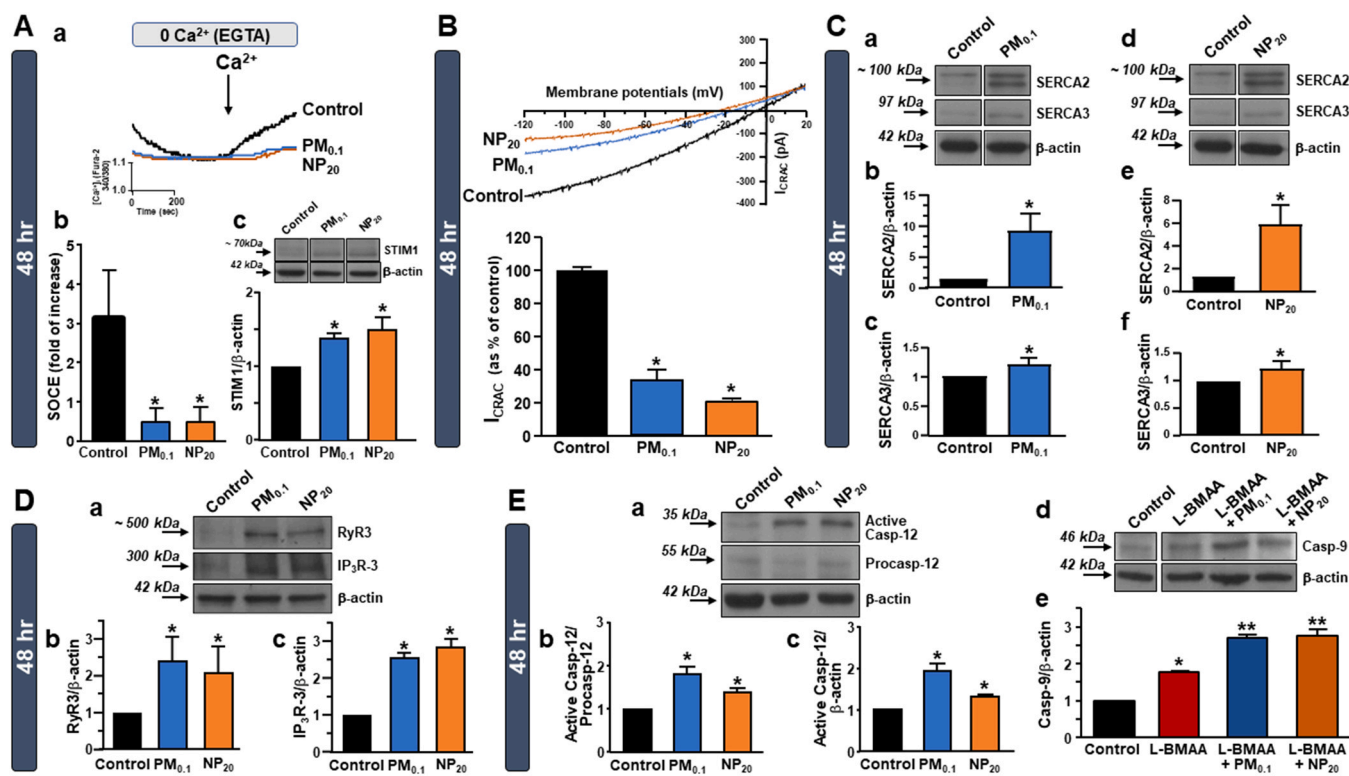 A
48 hr
a
0 Ca²⁺ (EGTA)
Ca²⁺
Control
PM₀.₁
NP₂₀
[Ca²⁺]ᵢ (Fura-2
340/380)
1.1
1.0
0 200
Time (sec)
b
SOCE (fold of increase)
5
4
3
2
1
0
* *
Control PM₀.₁ NP₂₀
c
Control PM₀.₁ NP₂₀
~ 70kDa STIM1
42 kDa β-actin
STIM1/β-actin
2
1
0
* *
Control PM₀.₁ NP₂₀
B
48 hr
Membrane potentials (mV)
-120 -100 -80 -60 -40 -20 20
300
200
100
0
-100
-200
-300
-400
I_CRAC (pA)
NP₂₀
PM₀.₁
Control
I_CRAC
(as % of control)
120
100
80
60
40
20
0
* *
Control PM₀.₁ NP₂₀
C
48 hr
a
Control PM₀.₁
~ 100 kDa SERCA2
97 kDa SERCA3
42 kDa β-actin
b
SERCA2/β-actin
15
10
5
0
*
Control PM₀.₁
c
SERCA3/β-actin
1.5
1
0.5
0
*
Control PM₀.₁
d
Control NP₂₀
~ 100 kDa SERCA2
97 kDa SERCA3
42 kDa β-actin
e
SERCA2/β-actin
8
6
4
2
0
*
Control NP₂₀
f
SERCA3/β-actin
1.5
1
0.5
0
*
Control NP₂₀
D
48 hr
a
Control PM₀.₁ NP₂₀
~ 500 kDa RyR3
300 kDa IP₃R-3
42 kDa β-actin
b
RyR3/β-actin
3
2
1
0
* *
Control PM₀.₁ NP₂₀
c
IP₃R-3/β-actin
3
2
1
0
* *
Control PM₀.₁ NP₂₀
E
48 hr
a
Control PM₀.₁ NP₂₀
35 kDa Active
Casp-12
55 kDa Procasp-12
42 kDa β-actin
b
Active Casp-12/
Procasp-12
3
2
1
0
* *
Control PM₀.₁ NP₂₀
c
Active Casp-12/
β-actin
2
1
0
* *
Control PM₀.₁ NP₂₀
d
Control L-BMAA L-BMAA + PM₀.₁ L-BMAA + NP₂₀
46 kDa Casp-9
42 kDa β-actin
e
Casp-9/β-actin
3
2
1
0
* ** **
Control L-BMAA L-BMAA L-BMAA
+ PM₀.₁ + NP₂₀